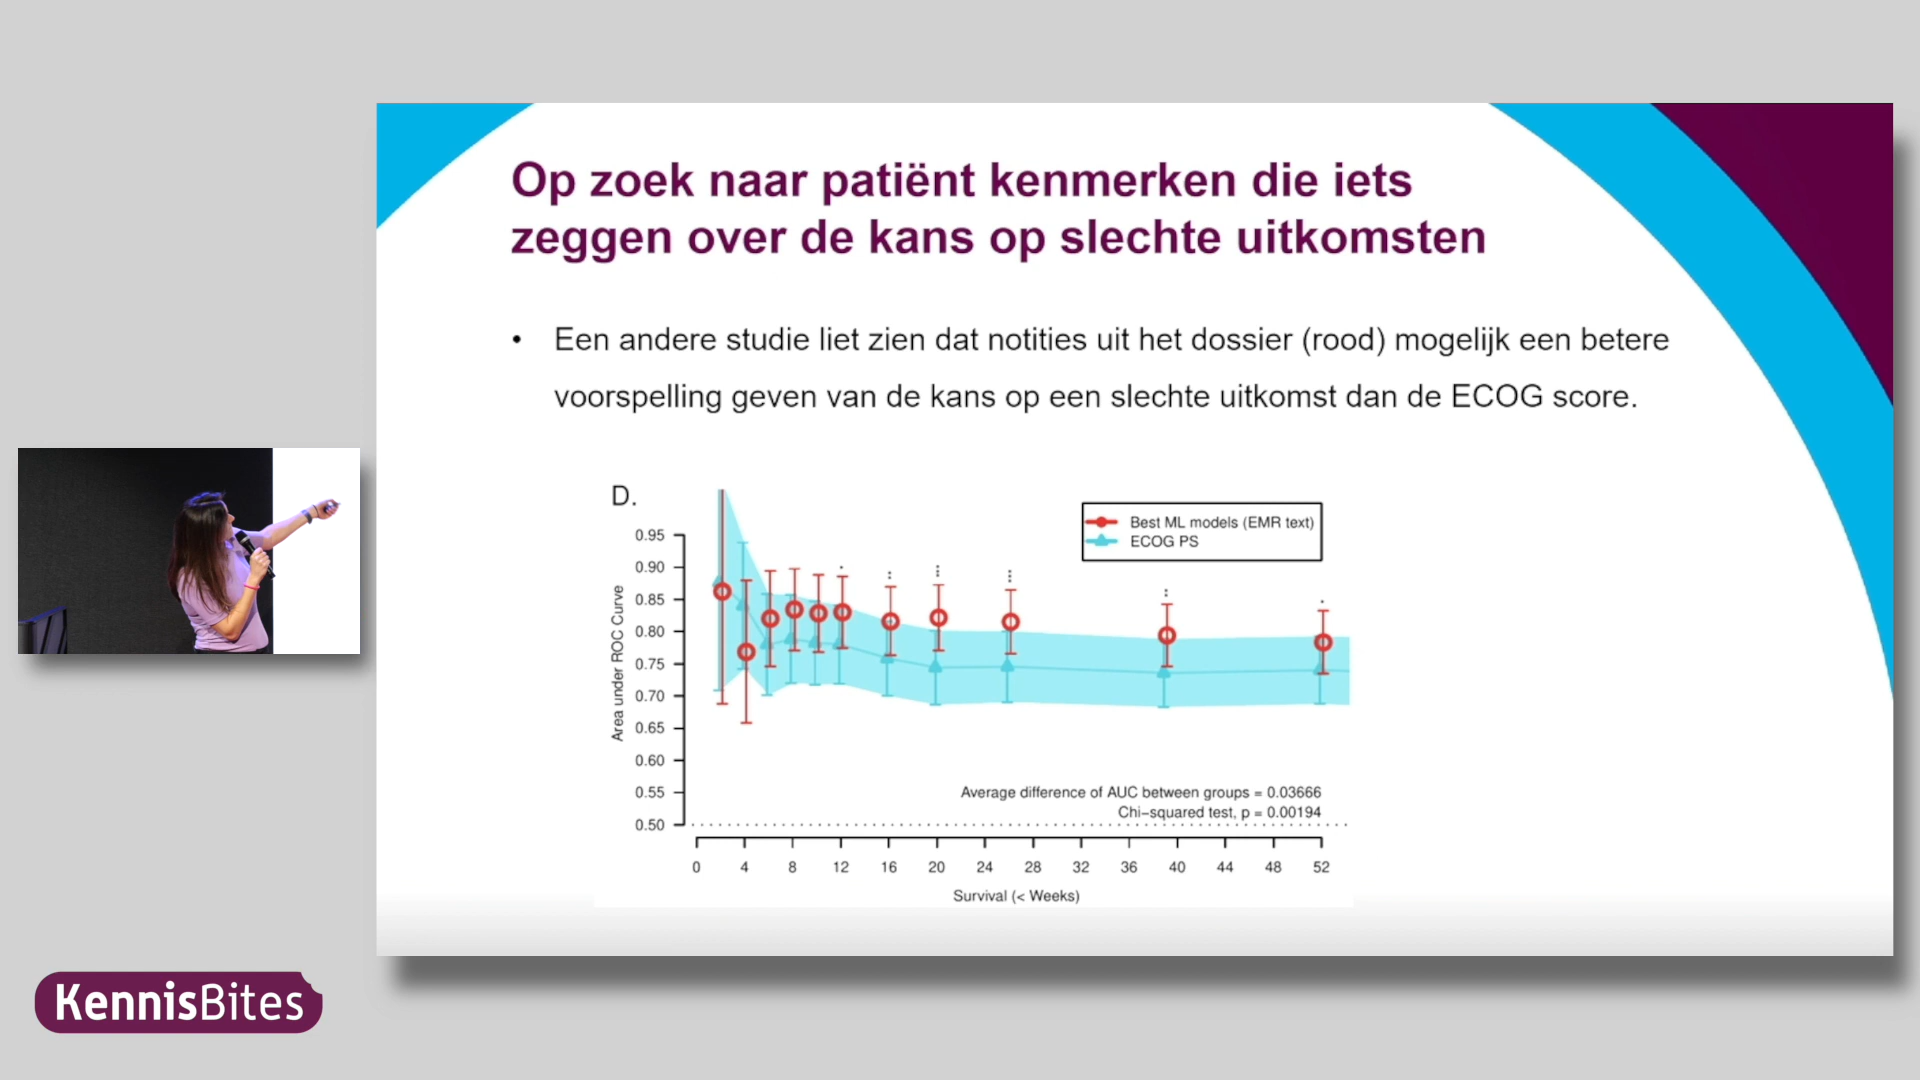 Op zoek naar patiënt kenmerken die iets
zeggen over de kans op slechte uitkomsten
• Een andere studie liet zien dat notities uit het dossier (rood) mogelijk een betere
voorspelling geven van de kans op een slechte uitkomst dan de ECOG score.
D.
Best ML models (EMR text)
ECOG PS
Area under ROC Curve
0.95
0.90
0.85
0.80
0.75
0.70
0.65
0.60
0.55
0.50
Average difference of AUC between groups = 0.03666
Chi−squared test, p = 0.00194
0 4 8 12 16 20 24 28 32 36 40 44 48 52
Survival (< Weeks)
KennisBites